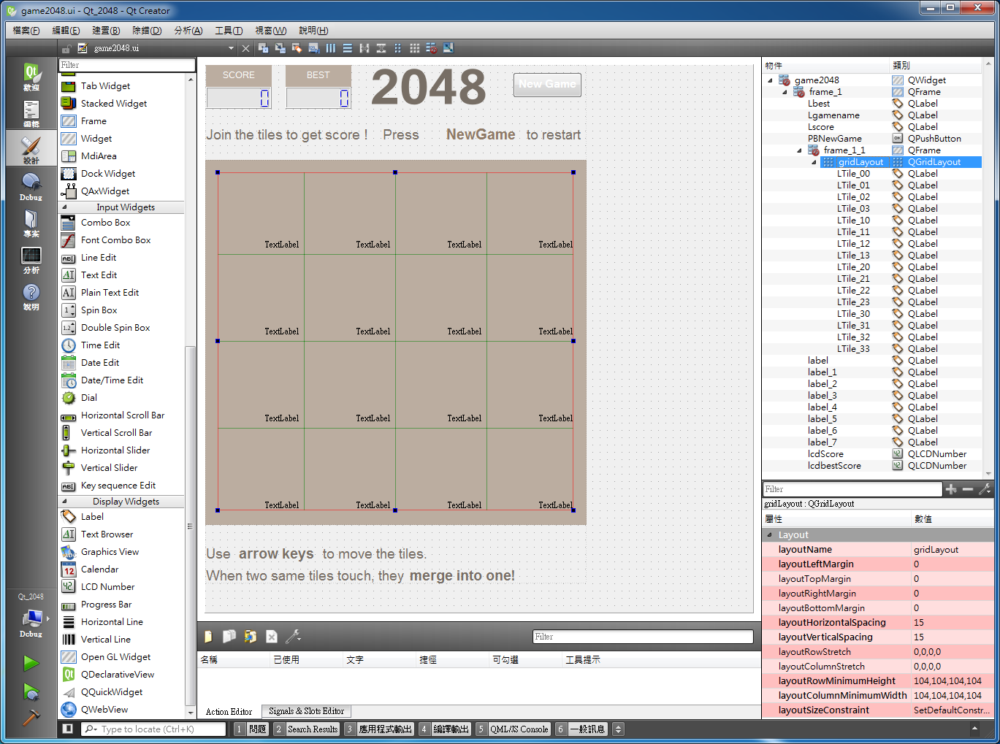 game2048.ui - Qt_2048 - Qt Creator
檔案(F) 編輯(E) 建置(B) 除錯(D) 分析(A) 工具(T) 視窗(W) 說明(H)
game2048.ui
歡迎
編輯
設計
Debug
專案
分析
說明
Qt_2048
Debug
Filter
Tab Widget
Stacked Widget
Frame
Widget
MdiArea
Dock Widget
QAxWidget
Input Widgets
Combo Box
Font Combo Box
Line Edit
Text Edit
Plain Text Edit
Spin Box
Double Spin Box
Time Edit
Date Edit
Date/Time Edit
Dial
Horizontal Scroll Bar
Vertical Scroll Bar
Horizontal Slider
Vertical Slider
Key sequence Edit
Display Widgets
Label
Text Browser
Graphics View
Calendar
LCD Number
Progress Bar
Horizontal Line
Vertical Line
Open GL Widget
QDeclarativeView
QQuickWidget
QWebView
SCORE BEST 2048 New Game
0 0
Join the tiles to get score ! Press NewGame to restart
TextLabel TextLabel TextLabel TextLabel
TextLabel TextLabel TextLabel TextLabel
TextLabel TextLabel TextLabel TextLabel
TextLabel TextLabel TextLabel TextLabel
Use arrow keys to move the tiles.
When two same tiles touch, they merge into one!
Filter
名稱 已使用 文字 捷徑 可勾選 工具提示
Action Editor Signals & Slots Editor
物件 類別
game2048 QWidget
frame_1 QFrame
Lbest QLabel
Lgamename QLabel
Lscore QLabel
PBNewGame QPushButton
frame_1_1 QFrame
gridLayout QGridLayout
LTile_00 QLabel
LTile_01 QLabel
LTile_02 QLabel
LTile_03 QLabel
LTile_10 QLabel
LTile_11 QLabel
LTile_12 QLabel
LTile_13 QLabel
LTile_20 QLabel
LTile_21 QLabel
LTile_22 QLabel
LTile_23 QLabel
LTile_30 QLabel
LTile_31 QLabel
LTile_32 QLabel
LTile_33 QLabel
label QLabel
label_1 QLabel
label_2 QLabel
label_3 QLabel
label_4 QLabel
label_5 QLabel
label_6 QLabel
label_7 QLabel
lcdScore QLCDNumber
lcdbestScore QLCDNumber
Filter
gridLayout : QGridLayout
屬性 數值
Layout
layoutName gridLayout
layoutLeftMargin 0
layoutTopMargin 0
layoutRightMargin 0
layoutBottomMargin 0
layoutHorizontalSpacing 15
layoutVerticalSpacing 15
layoutRowStretch 0,0,0,0
layoutColumnStretch 0,0,0,0
layoutRowMinimumHeight 104,104,104,104
layoutColumnMinimumWidth 104,104,104,104
layoutSizeConstraint SetDefaultConstr...
Type to locate (Ctrl+K) 1 問題 2 Search Results 3 應用程式輸出 4 編譯輸出 5 QML/JS Console 6 一般訊息